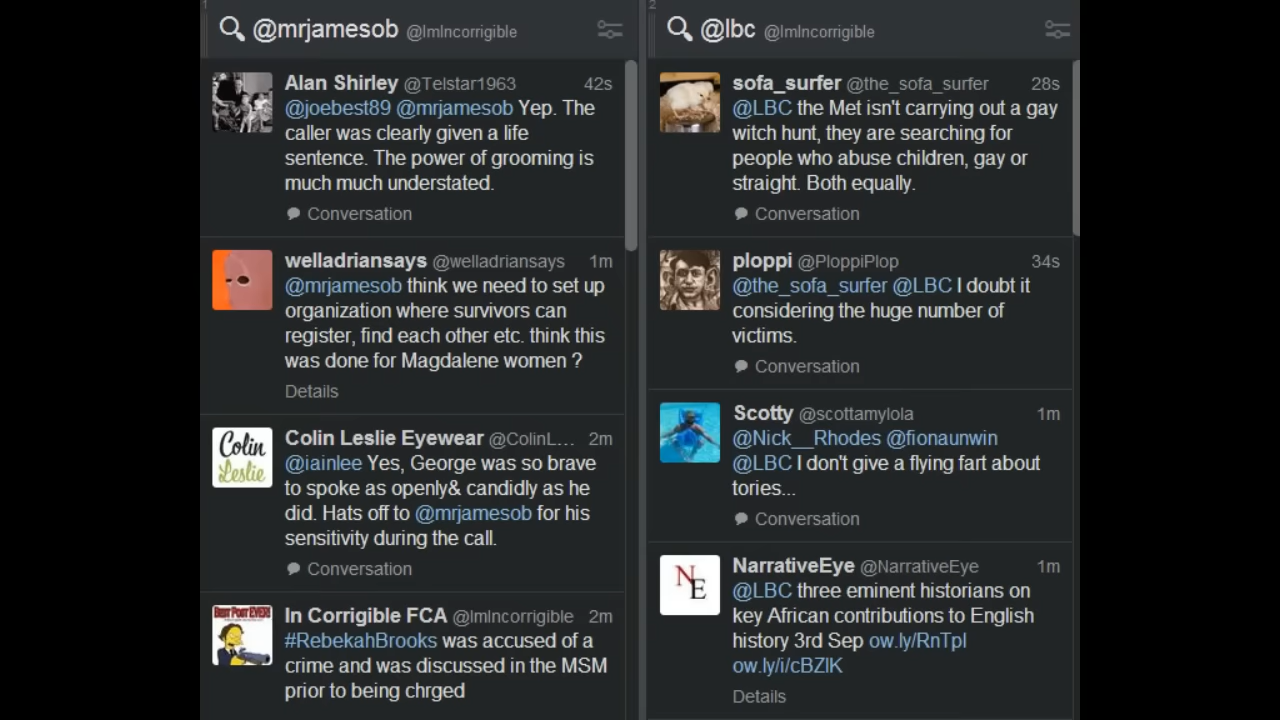 1
@mrjamesob @ImIncorrigible
Alan Shirley @Telstar1963 42s
@joebest89 @mrjamesob Yep. The
caller was clearly given a life
sentence. The power of grooming is
much much understated.
Conversation
welladriansays @welladriansays 1m
@mrjamesob think we need to set up
organization where survivors can
register, find each other etc. think this
was done for Magdalene women ?
Details
Colin Leslie
Colin Leslie Eyewear @ColinL... 2m
@iainlee Yes, George was so brave
to spoke as openly& candidly as he
did. Hats off to @mrjamesob for his
sensitivity during the call.
Conversation
BEST POST EVER!
In Corrigible FCA @ImIncorrigible 2m
#RebekahBrooks was accused of a
crime and was discussed in the MSM
prior to being chrged
2
@lbc @ImIncorrigible
sofa_surfer @the_sofa_surfer 28s
@LBC the Met isn't carrying out a gay
witch hunt, they are searching for
people who abuse children, gay or
straight. Both equally.
Conversation
ploppi @PloppiPlop 34s
@the_sofa_surfer @LBC I doubt it
considering the huge number of
victims.
Conversation
Scotty @scottamylola 1m
@Nick__Rhodes @fionaunwin
@LBC I don't give a flying fart about
tories...
Conversation
NE
NarrativeEye @NarrativeEye 1m
@LBC three eminent historians on
key African contributions to English
history 3rd Sep ow.ly/RnTpl
ow.ly/i/cBZlK
Details